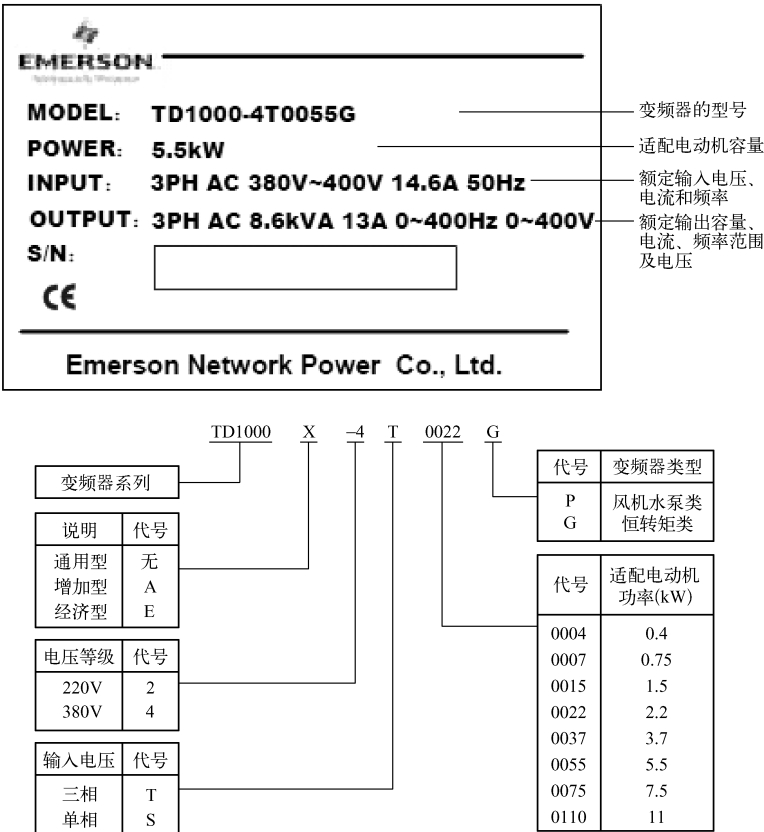 EMERSON
MODEL: TD1000-4T0055G
变频器的型号
POWER: 5.5kW
适配电动机容量
INPUT: 3PH AC 380V~400V 14.6A 50Hz
额定输入电压、
电流和频率
OUTPUT: 3PH AC 8.6kVA 13A 0~400Hz 0~400V
额定输出容量、
电流、频率范围
及电压
S/N:
CE
Emerson Network Power Co., Ltd.
TD1000 X –4 T 0022 G
变频器系列
说明 代号
通用型 无
增加型 A
经济型 E
电压等级 代号
220V 2
380V 4
输入电压 代号
三相 T
单相 S
代号 变频器类型
P 风机水泵类
G 恒转矩类
代号 适配电动机
功率(kW)
0004 0.4
0007 0.75
0015 1.5
0022 2.2
0037 3.7
0055 5.5
0075 7.5
0110 11